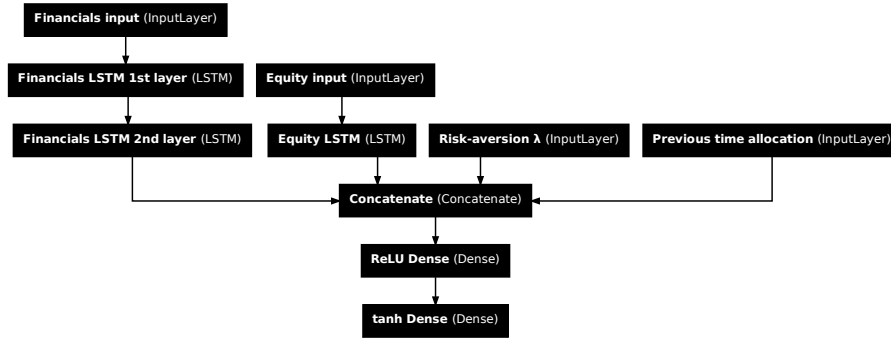 Financials input (InputLayer)
Financials LSTM 1st layer (LSTM)
Equity input (InputLayer)
Financials LSTM 2nd layer (LSTM)
Equity LSTM (LSTM)
Risk-aversion λ (InputLayer)
Previous time allocation (InputLayer)
Concatenate (Concatenate)
ReLU Dense (Dense)
tanh Dense (Dense)